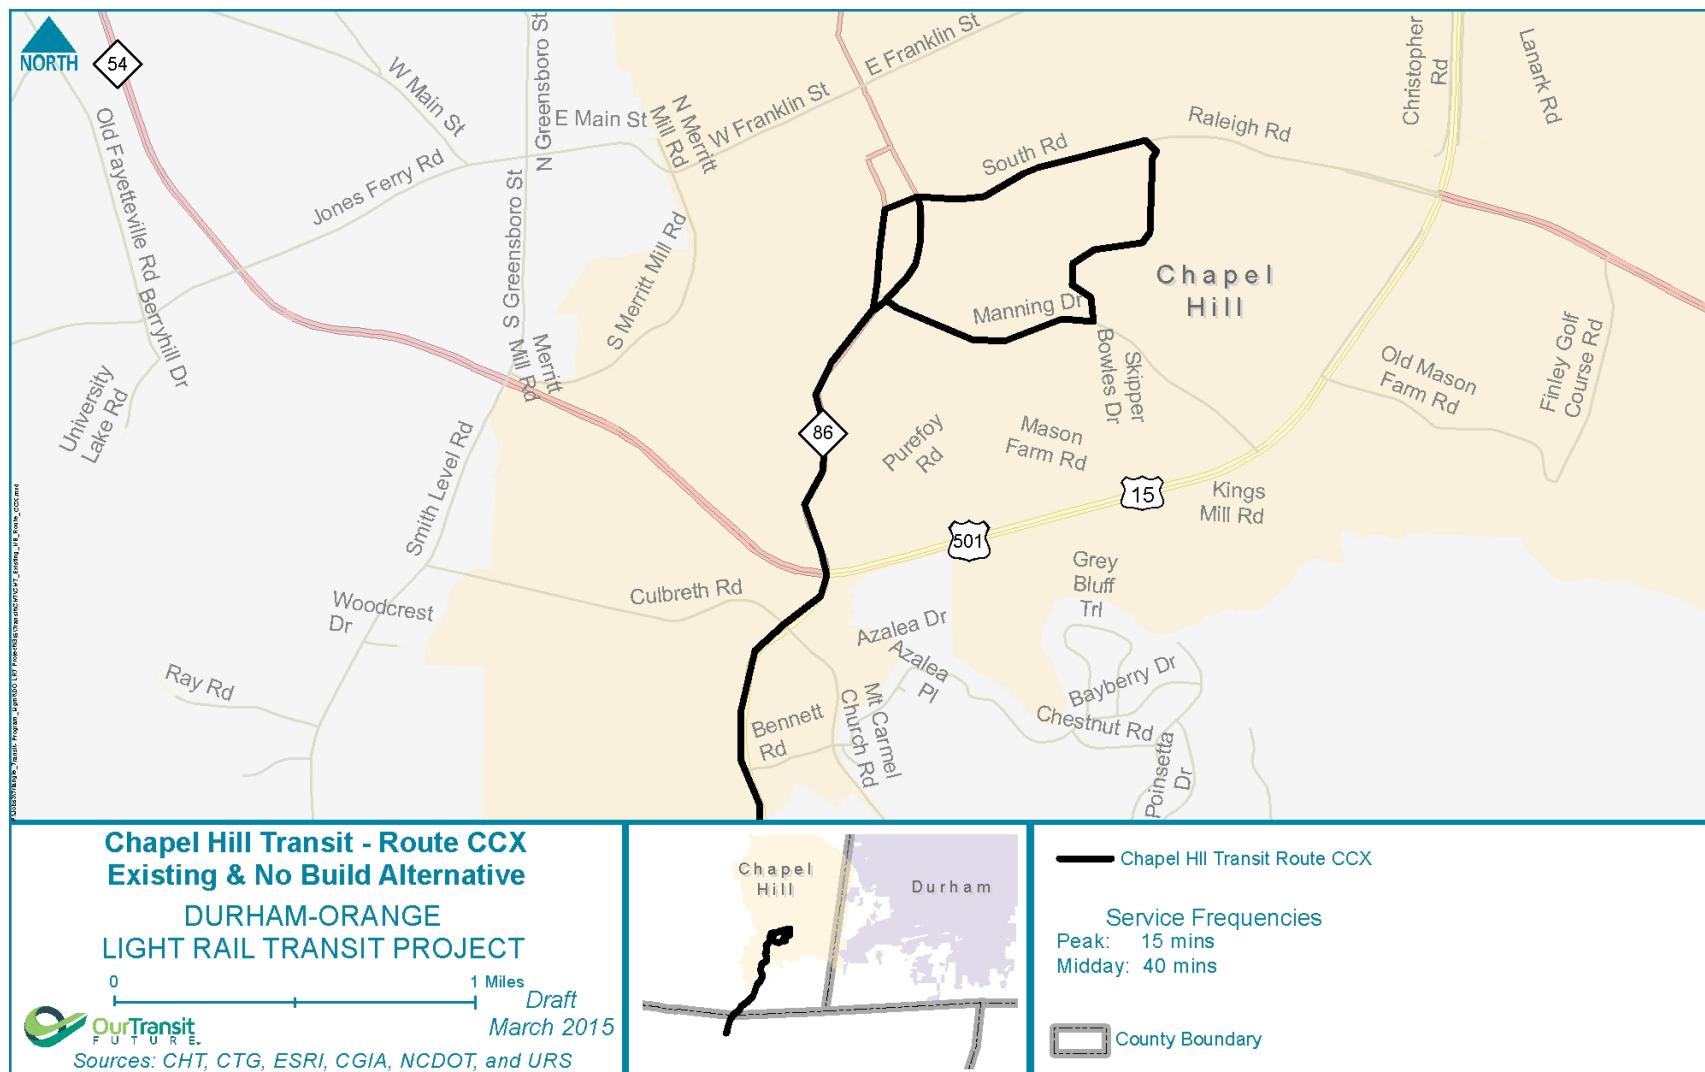 NORTH
54
W Main St
N Greensboro St
E Main St
N Merritt
Mill Rd
W Franklin St
E Franklin St
Christopher
Rd
Lanark Rd
Old Fayetteville Rd
Jones Ferry Rd
S Greensboro St
South Rd
Raleigh Rd
S Merritt Mill Rd
Chapel
Hill
Manning Dr
Berryhill Dr
Merritt
Mill Rd
University
Lake Rd
Skipper
Bowles Dr
Old Mason
Farm Rd
Finley Golf
Course Rd
86
Purefoy
Rd
Mason
Farm Rd
Smith Level Rd
15
Kings
Mill Rd
501
Grey
Bluff
Trl
Culbreth Rd
Woodcrest
Dr
Azalea Dr
Azalea
Pl
Ray Rd
Bayberry Dr
Chestnut Rd
Bennett
Rd
Mt Carmel
Church Rd
Poinsetta
Dr
Chapel Hill Transit - Route CCX
Existing & No Build Alternative
DURHAM-ORANGE
LIGHT RAIL TRANSIT PROJECT
0 1 Miles
Draft
March 2015
OurTransit
FUTURE
Sources: CHT, CTG, ESRI, CGIA, NCDOT, and URS
Chapel
Hill
Durham
Chapel HIll Transit Route CCX
Service Frequencies
Peak: 15 mins
Midday: 40 mins
County Boundary